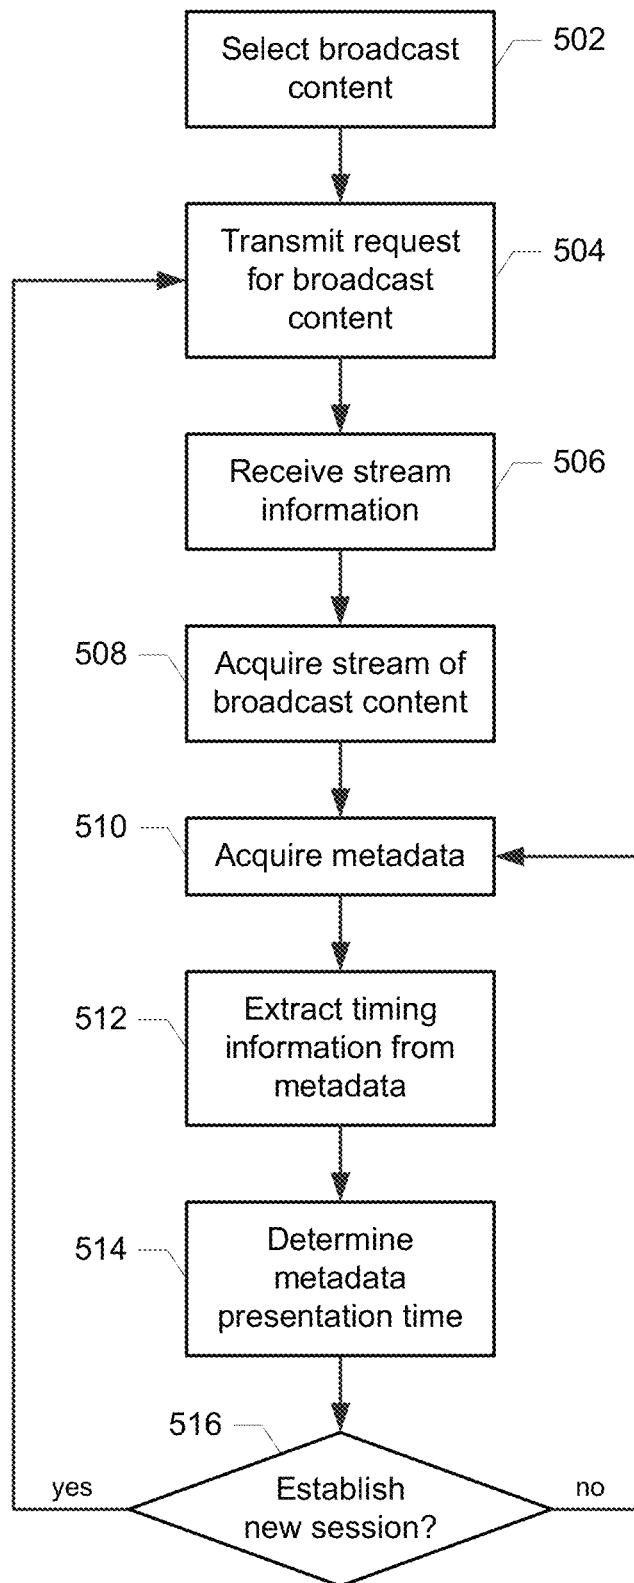 Select broadcast
content
502
Transmit request
for broadcast
content
504
Receive stream
information
506
508
Acquire stream of
broadcast content
510
Acquire metadata
512
Extract timing
information from
metadata
514
Determine
metadata
presentation time
516
yes
Establish
new session?
no